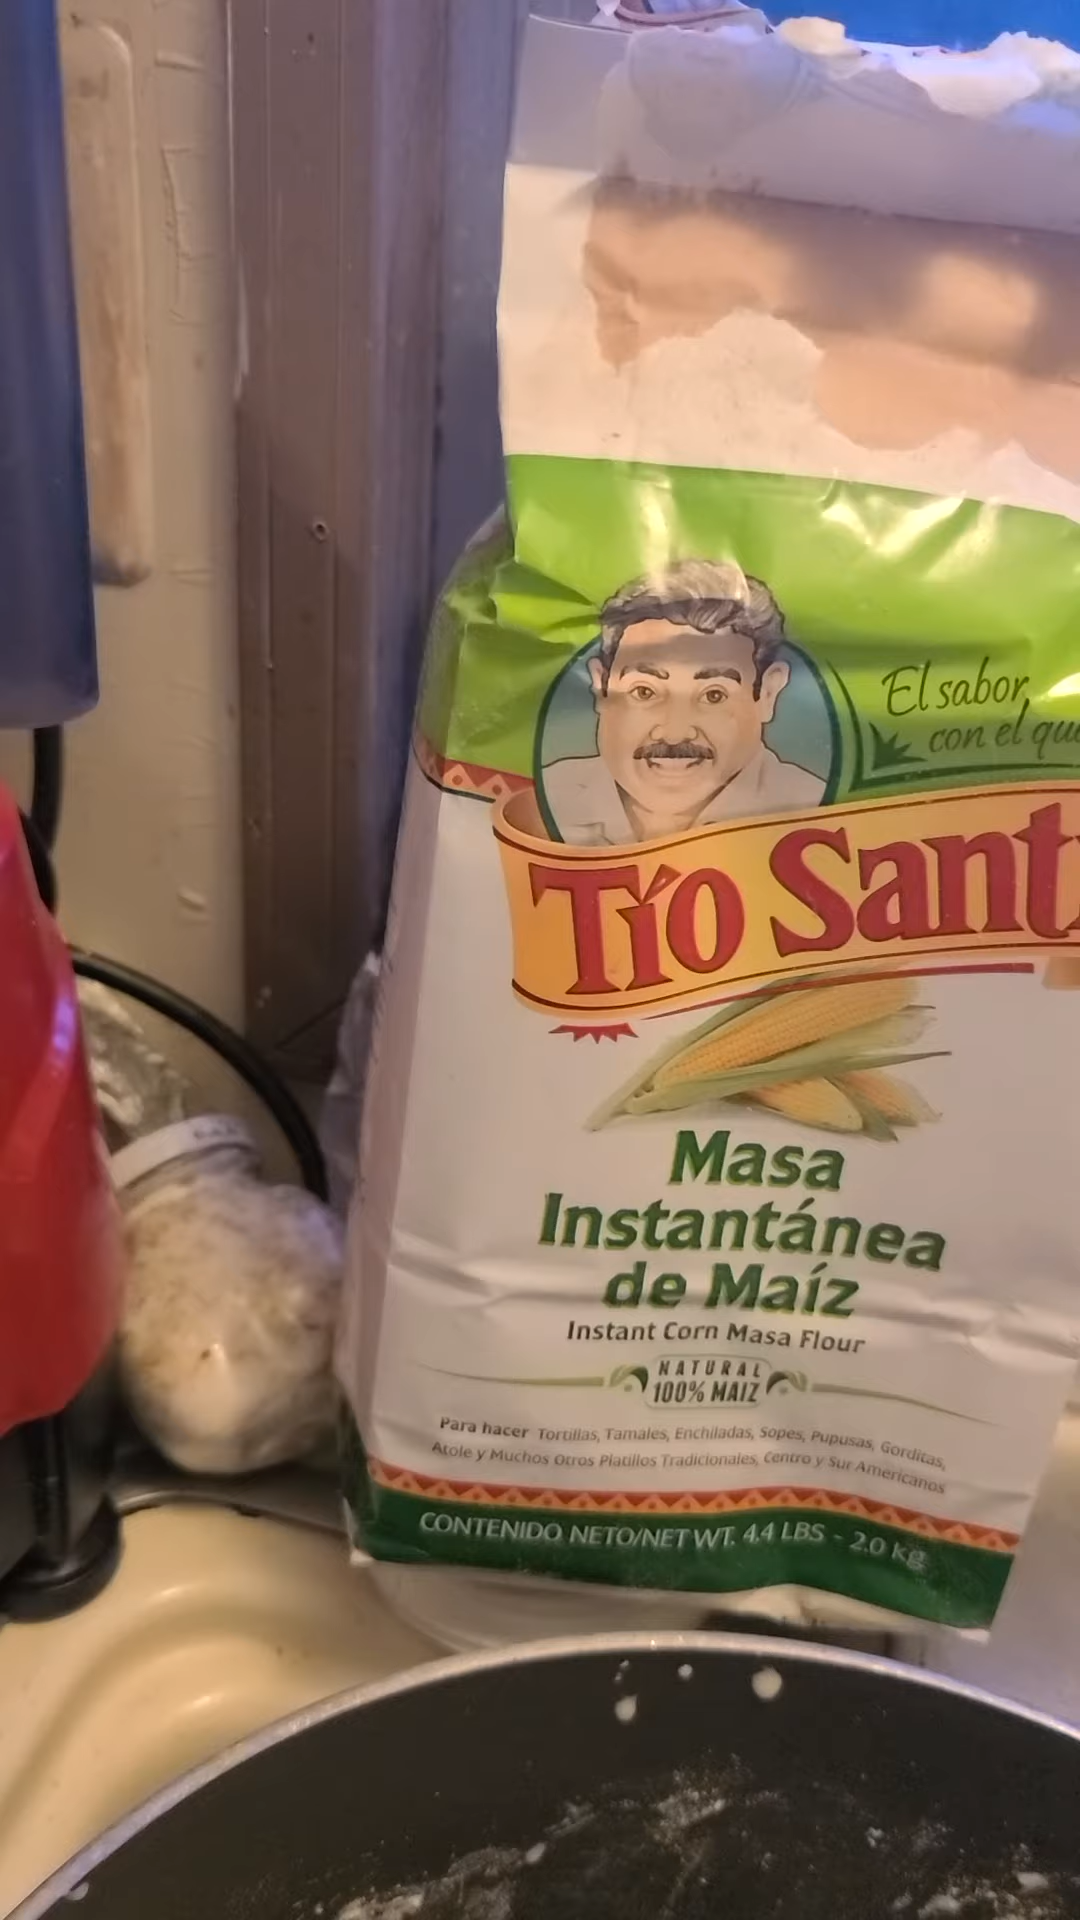 El sabor
con el que
Tío Sant
Masa
Instantánea
de Maíz
Instant Corn Masa Flour
NATURAL
100% MAIZ
Para hacer Tortillas, Tamales, Enchiladas, Sopes, Pupusas, Gorditas,
Atole y Muchos Otros Platillos Tradicionales, Centro y Sur Americanos
CONTENIDO NETO/NET WT. 4.4 LBS - 2.0 kg